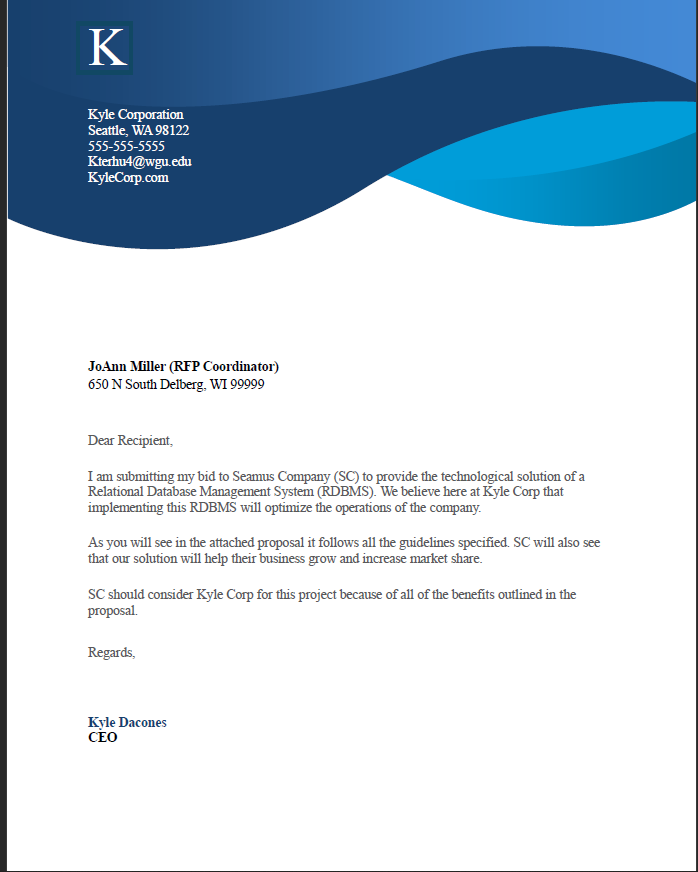 K
Kyle Corporation
Seattle, WA 98122
555-555-5555
Kterhu4@wgu.edu
KyleCorp.com
JoAnn Miller (RFP Coordinator)
650 N South Delberg, WI 99999
Dear Recipient,
I am submitting my bid to Seamus Company (SC) to provide the technological solution of a
Relational Database Management System (RDBMS). We believe here at Kyle Corp that
implementing this RDBMS will optimize the operations of the company.
As you will see in the attached proposal it follows all the guidelines specified. SC will also see
that our solution will help their business grow and increase market share.
SC should consider Kyle Corp for this project because of all of the benefits outlined in the
proposal.
Regards,
Kyle Dacones
CEO